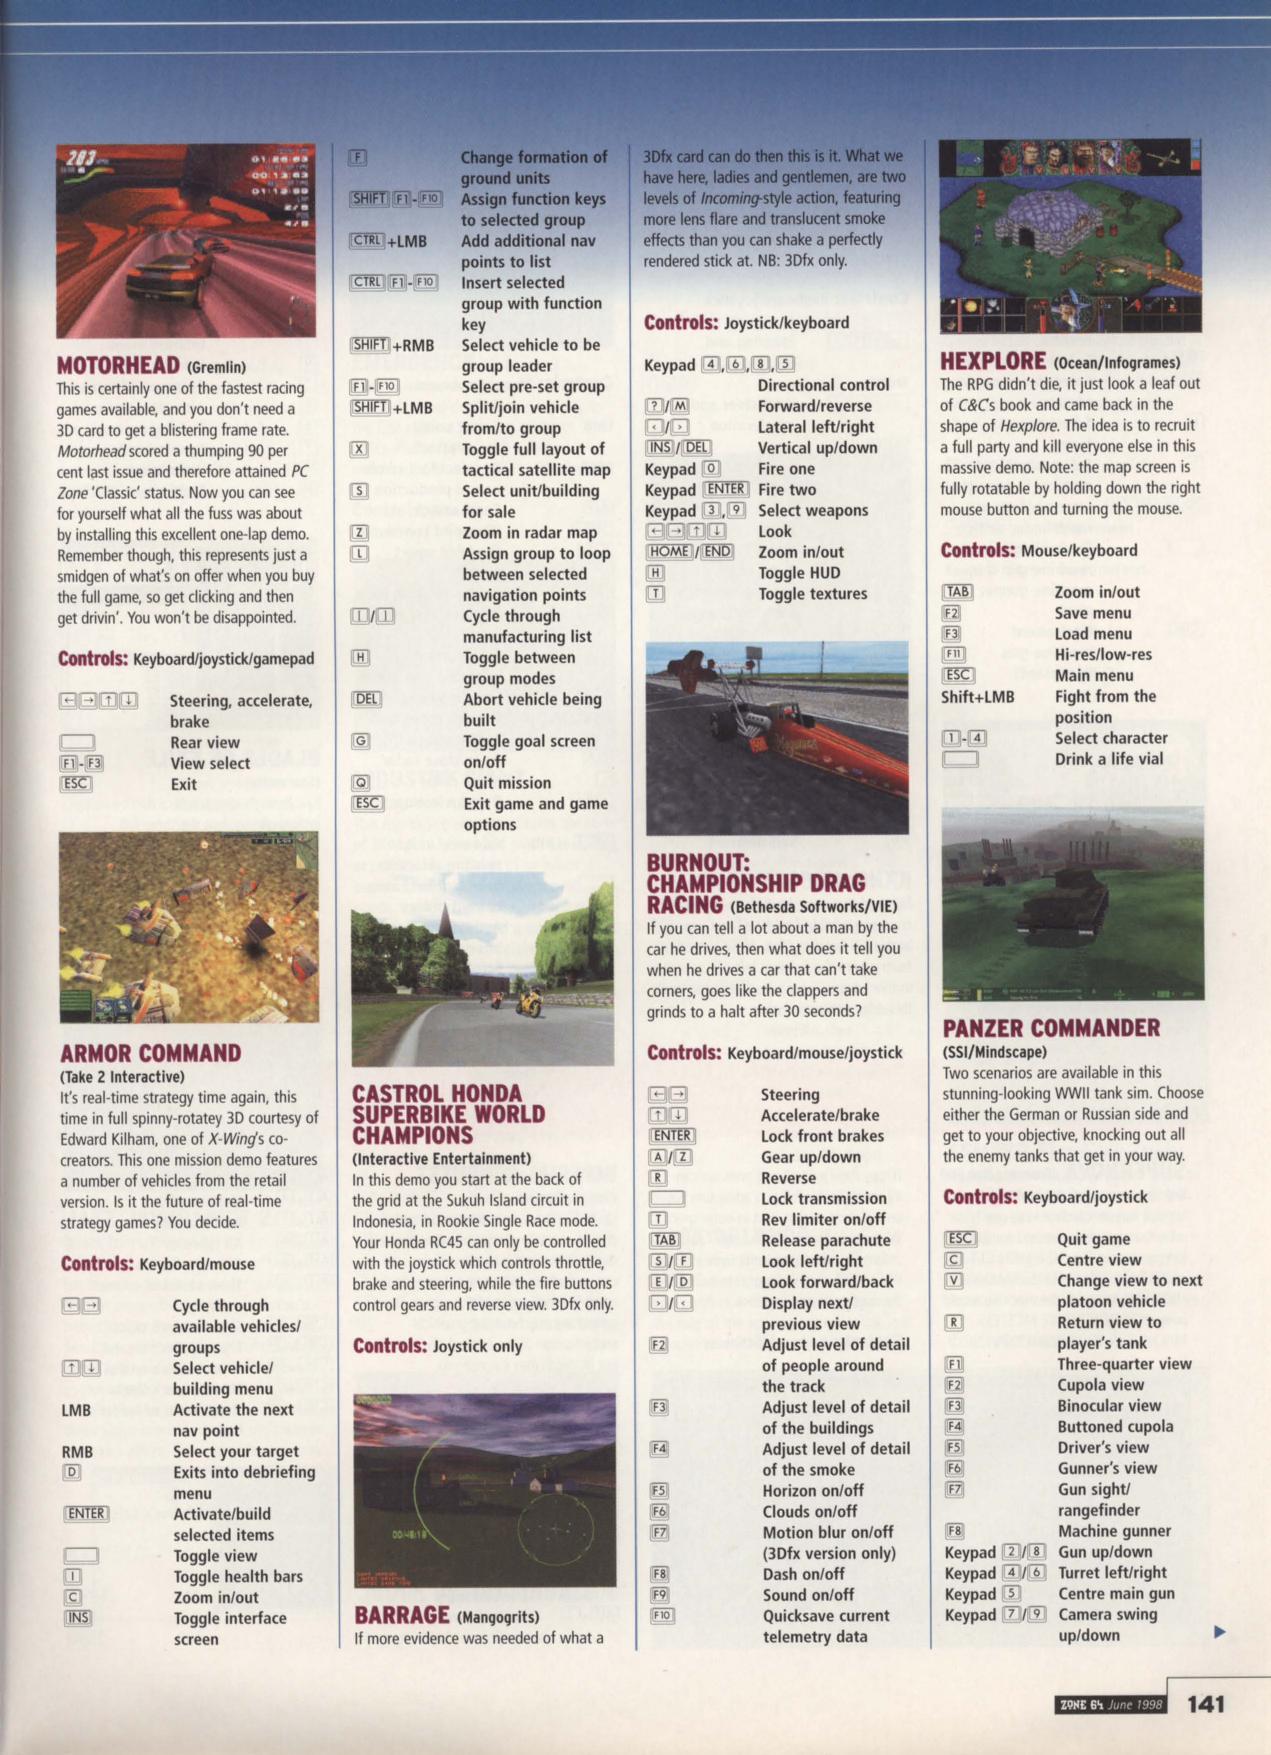 283
01:26:63
00:13:63
01:12:00
2/8
4/8
MOTORHEAD (Gremlin)
This is certainly one of the fastest racing
games available, and you don't need a
3D card to get a blistering frame rate.
Motorhead scored a thumping 90 per
cent last issue and therefore attained PC
Zone 'Classic' status. Now you can see
for yourself what all the fuss was about
by installing this excellent one-lap demo.
Remember though, this represents just a
smidgen of what's on offer when you buy
the full game, so get clicking and then
get drivin'. You won't be disappointed.
Controls: Keyboard/joystick/gamepad
←→↑↓ Steering, accelerate,
brake
Rear view
F1-F3 View select
ESC Exit
ARMOR COMMAND
(Take 2 Interactive)
It's real-time strategy time again, this
time in full spinny-rotatey 3D courtesy of
Edward Kilham, one of X-Wing's co-
creators. This one mission demo features
a number of vehicles from the retail
version. Is it the future of real-time
strategy games? You decide.
Controls: Keyboard/mouse
←→ Cycle through
available vehicles/
groups
↑↓ Select vehicle/
building menu
LMB Activate the next
nav point
RMB Select your target
D Exits into debriefing
menu
ENTER Activate/build
selected items
Toggle view
I Toggle health bars
C Zoom in/out
INS Toggle interface
screen
F Change formation of
ground units
SHIFT F1-F10 Assign function keys
to selected group
CTRL+LMB Add additional nav
points to list
CTRL F1-F10 Insert selected
group with function
key
SHIFT+RMB Select vehicle to be
group leader
F1-F10 Select pre-set group
SHIFT+LMB Split/join vehicle
from/to group
X Toggle full layout of
tactical satellite map
S Select unit/building
for sale
Z Zoom in radar map
L Assign group to loop
between selected
navigation points
[/] Cycle through
manufacturing list
H Toggle between
group modes
DEL Abort vehicle being
built
G Toggle goal screen
on/off
Q Quit mission
ESC Exit game and game
options
CASTROL HONDA
SUPERBIKE WORLD
CHAMPIONS
(Interactive Entertainment)
In this demo you start at the back of
the grid at the Sukuh Island circuit in
Indonesia, in Rookie Single Race mode.
Your Honda RC45 can only be controlled
with the joystick which controls throttle,
brake and steering, while the fire buttons
control gears and reverse view. 3Dfx only.
Controls: Joystick only
00:48:18
BARRAGE (Mangogrits)
If more evidence was needed of what a
3Dfx card can do then this is it. What we
have here, ladies and gentlemen, are two
levels of Incoming-style action, featuring
more lens flare and translucent smoke
effects than you can shake a perfectly
rendered stick at. NB: 3Dfx only.
Controls: Joystick/keyboard
Keypad 4,6,8,5
Directional control
?/M Forward/reverse
</> Lateral left/right
INS/DEL Vertical up/down
Keypad 0 Fire one
Keypad ENTER Fire two
Keypad 3,9 Select weapons
←→↑↓ Look
HOME/END Zoom in/out
H Toggle HUD
T Toggle textures
BURNOUT:
CHAMPIONSHIP DRAG
RACING (Bethesda Softworks/VIE)
If you can tell a lot about a man by the
car he drives, then what does it tell you
when he drives a car that can't take
corners, goes like the clappers and
grinds to a halt after 30 seconds?
Controls: Keyboard/mouse/joystick
←→ Steering
↑↓ Accelerate/brake
ENTER Lock front brakes
A/Z Gear up/down
R Reverse
Lock transmission
T Rev limiter on/off
TAB Release parachute
S/F Look left/right
E/D Look forward/back
>/< Display next/
previous view
F2 Adjust level of detail
of people around
the track
F3 Adjust level of detail
of the buildings
F4 Adjust level of detail
of the smoke
F5 Horizon on/off
F6 Clouds on/off
F7 Motion blur on/off
(3Dfx version only)
F8 Dash on/off
F9 Sound on/off
F10 Quicksave current
telemetry data
HEXPLORE (Ocean/Infogrames)
The RPG didn't die, it just look a leaf out
of C&C's book and came back in the
shape of Hexplore. The idea is to recruit
a full party and kill everyone else in this
massive demo. Note: the map screen is
fully rotatable by holding down the right
mouse button and turning the mouse.
Controls: Mouse/keyboard
TAB Zoom in/out
F2 Save menu
F3 Load menu
F11 Hi-res/low-res
ESC Main menu
Shift+LMB Fight from the
position
1-4 Select character
Drink a life vial
PANZER COMMANDER
(SSI/Mindscape)
Two scenarios are available in this
stunning-looking WWII tank sim. Choose
either the German or Russian side and
get to your objective, knocking out all
the enemy tanks that get in your way.
Controls: Keyboard/joystick
ESC Quit game
C Centre view
V Change view to next
platoon vehicle
R Return view to
player's tank
F1 Three-quarter view
F2 Cupola view
F3 Binocular view
F4 Buttoned cupola
F5 Driver's view
F6 Gunner's view
F7 Gun sight/
rangefinder
F8 Machine gunner
Keypad 2/8 Gun up/down
Keypad 4/6 Turret left/right
Keypad 5 Centre main gun
Keypad 7/9 Camera swing
up/down
ZONE 64 June 1998 141